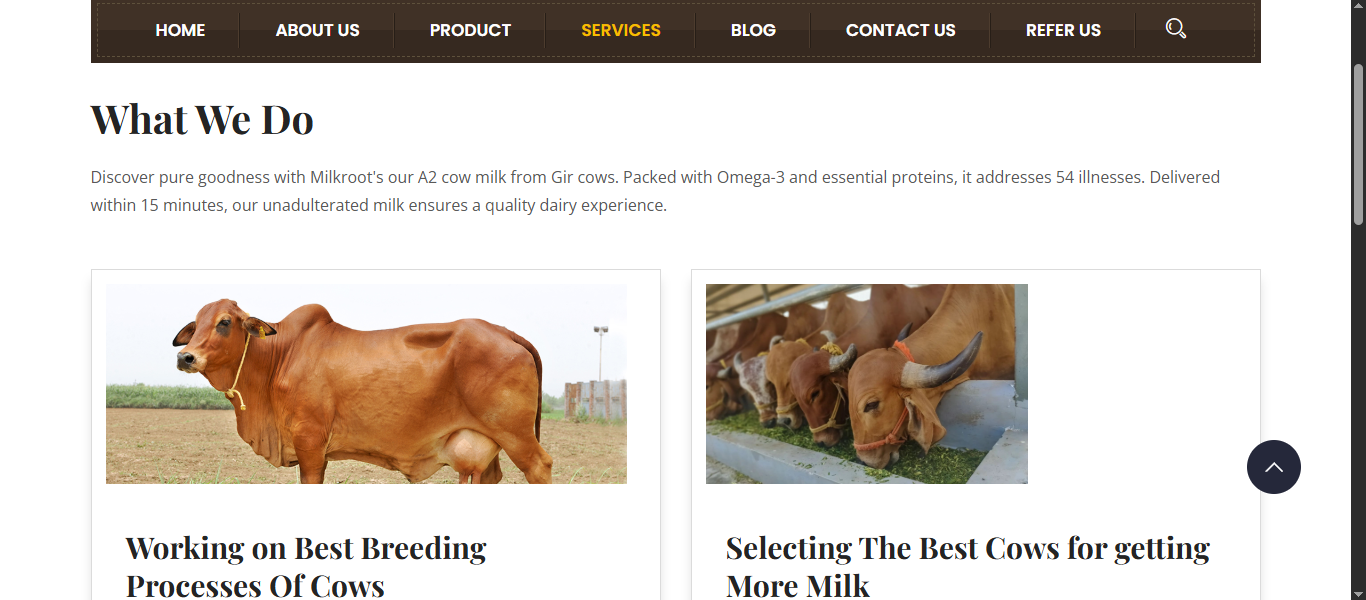 HOME ABOUT US PRODUCT SERVICES BLOG CONTACT US REFER US
What We Do
Discover pure goodness with Milkroot's our A2 cow milk from Gir cows. Packed with Omega-3 and essential proteins, it addresses 54 illnesses. Delivered
within 15 minutes, our unadulterated milk ensures a quality dairy experience.
Working on Best Breeding
Processes Of Cows
Selecting The Best Cows for getting
More Milk